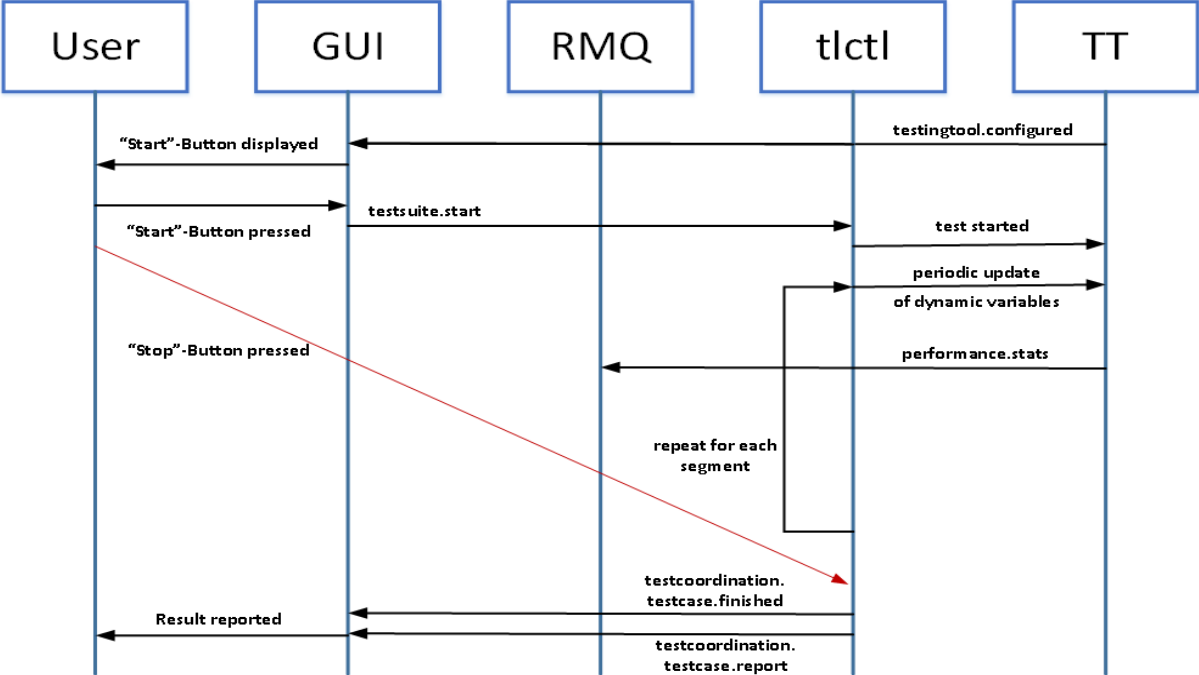 User
GUI
RMQ
tlctl
TT
testingtool.configured
“Start”-Button displayed
testsuite.start
“Start”-Button pressed
test started
periodic update
of dynamic variables
“Stop”-Button pressed
performance.stats
repeat for each
segment
testcoordination.
testcase.finished
Result reported
testcoordination.
testcase.report